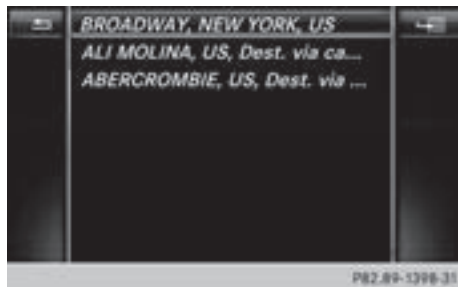 BROADWAY, NEW YORK, US
ALI MOLINA, US, Dest. via ca...
ABERCROMBIE, US, Dest. via ...
P82.89-1398-31